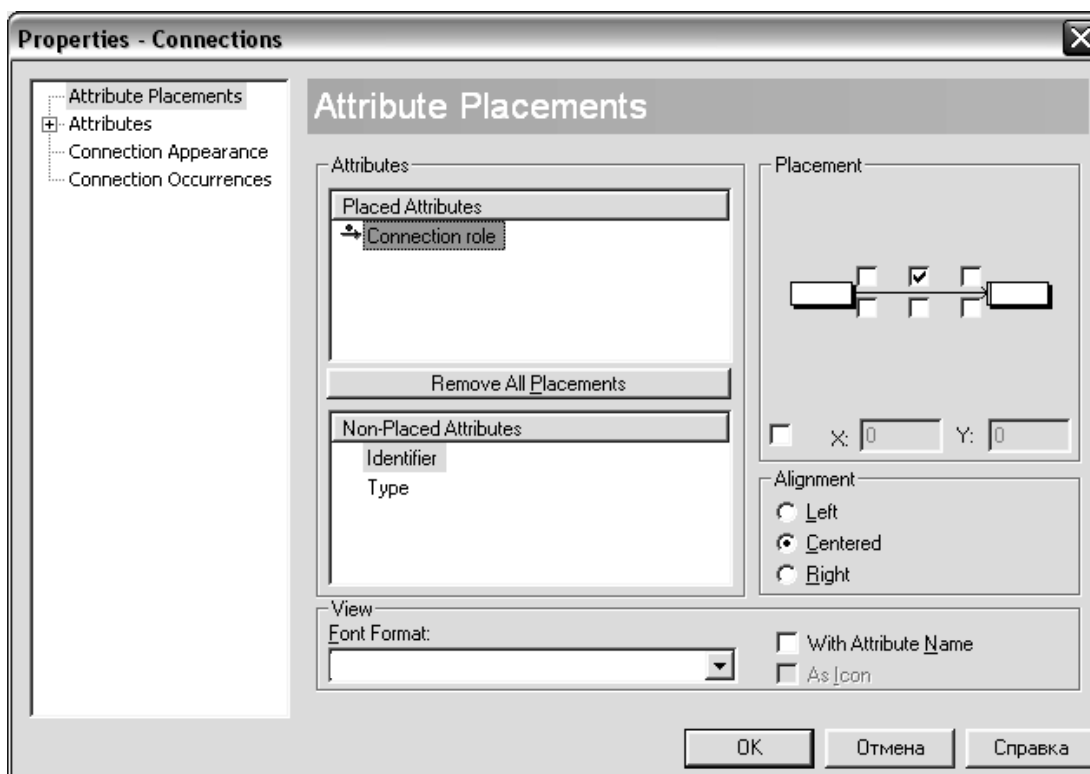 Properties - Connections
Attribute Placements
Attributes
Connection Appearance
Connection Occurrences
Attribute Placements
Attributes
Placed Attributes
Connection role
Remove All Placements
Non-Placed Attributes
Identifier
Type
Placement
X: 0 Y: 0
Alignment
Left
Centered
Right
View
Font Format:
With Attribute Name
As Icon
OK Отмена Справка